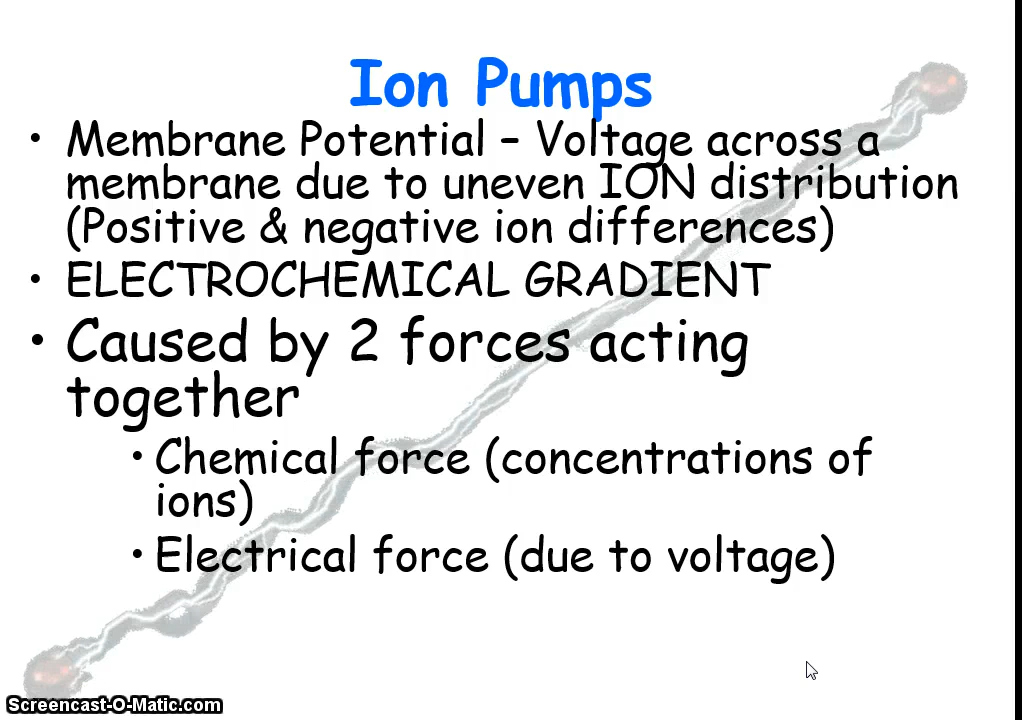 Ion Pumps
• Membrane Potential – Voltage across a
membrane due to uneven ION distribution
(Positive & negative ion differences)
• ELECTROCHEMICAL GRADIENT
• Caused by 2 forces acting
together
• Chemical force (concentrations of
ions)
• Electrical force (due to voltage)
Screencast-O-Matic.com